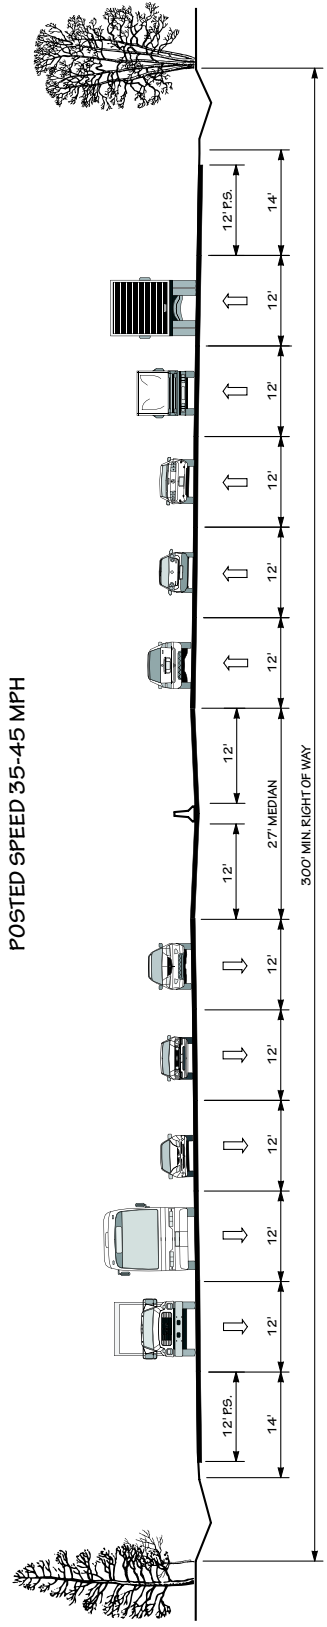 POSTED SPEED 35-45 MPH
12' P.S. 12' 12' 12' P.S.
14' 12' 12' 12' 12' 12' 27' MEDIAN 12' 12' 12' 12' 12' 14'
300' MIN. RIGHT OF WAY